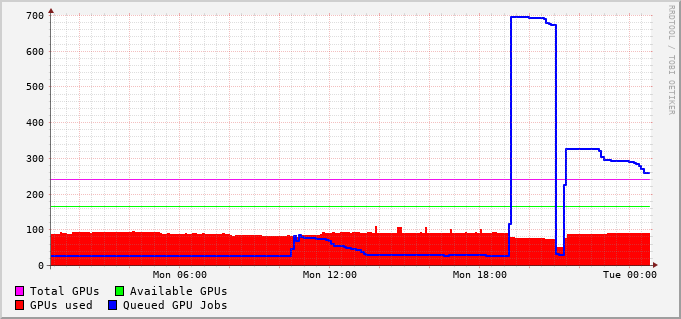 700
600
500
400
300
200
100
0
Mon 06:00 Mon 12:00 Mon 18:00 Tue 00:00
Total GPUs Available GPUs
GPUs used Queued GPU Jobs
RRDTOOL / TOBI OETIKER